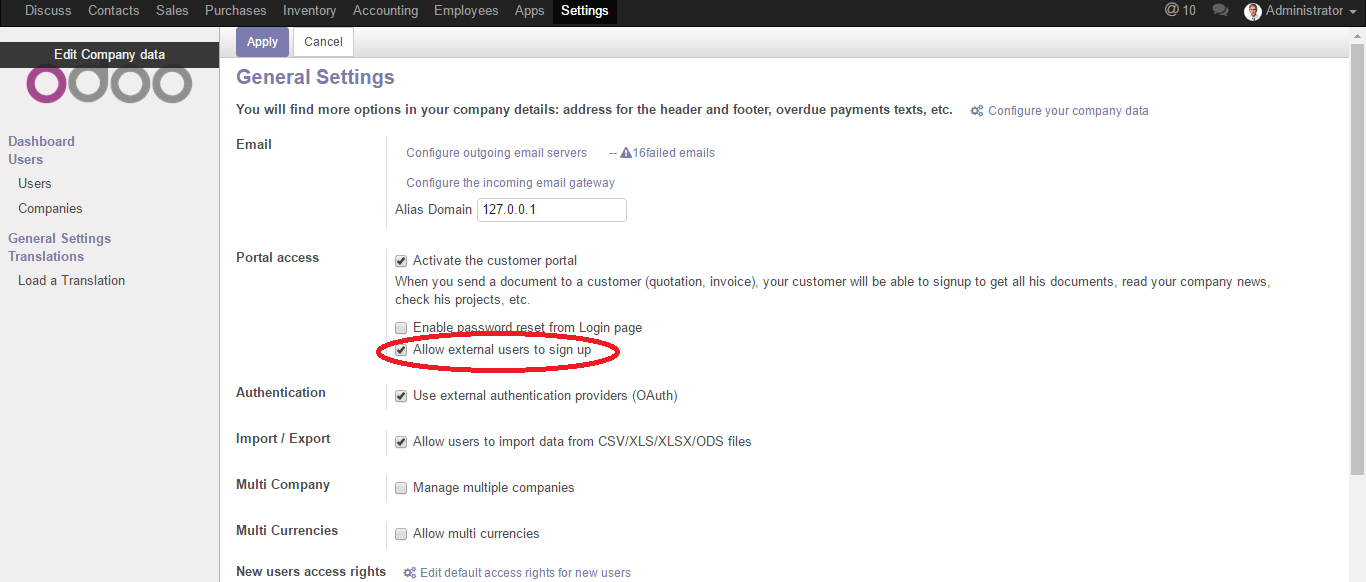 Discuss Contacts Sales Purchases Inventory Accounting Employees Apps Settings @ 10 Administrator
Edit Company data
odoo
Dashboard
Users
Users
Companies
General Settings
Translations
Load a Translation
Apply Cancel
General Settings
You will find more options in your company details: address for the header and footer, overdue payments texts, etc. Configure your company data
Email
Configure outgoing email servers -- 16failed emails
Configure the incoming email gateway
Alias Domain 127.0.0.1
Portal access
Activate the customer portal
When you send a document to a customer (quotation, invoice), your customer will be able to signup to get all his documents, read your company news,
check his projects, etc.
Enable password reset from Login page
Allow external users to sign up
Authentication
Use external authentication providers (OAuth)
Import / Export
Allow users to import data from CSV/XLS/XLSX/ODS files
Multi Company
Manage multiple companies
Multi Currencies
Allow multi currencies
New users access rights Edit default access rights for new users